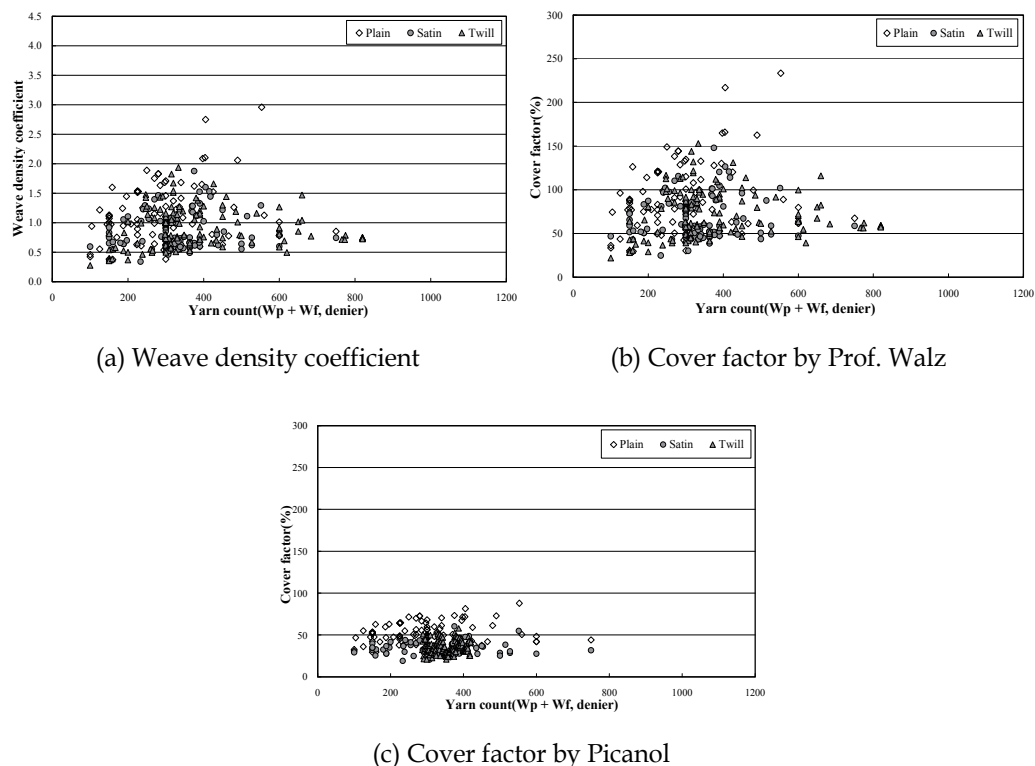 4.5
4.0
3.5
3.0
2.5
2.0
1.5
1.0
0.5
0.0
Weave density coefficient
Plain Satin Twill
0 200 400 600 800 1000 1200
Yarn count(Wp + Wf, denier)
(a) Weave density coefficient
300
250
200
150
100
50
0
Cover factor(%)
Plain Satin Twill
0 200 400 600 800 1000 1200
Yarn count(Wp + Wf, denier)
(b) Cover factor by Prof. Walz
300
250
200
150
100
50
0
Cover factor(%)
Plain Satin Twill
0 200 400 600 800 1000 1200
Yarn count(Wp + Wf, denier)
(c) Cover factor by Picanol